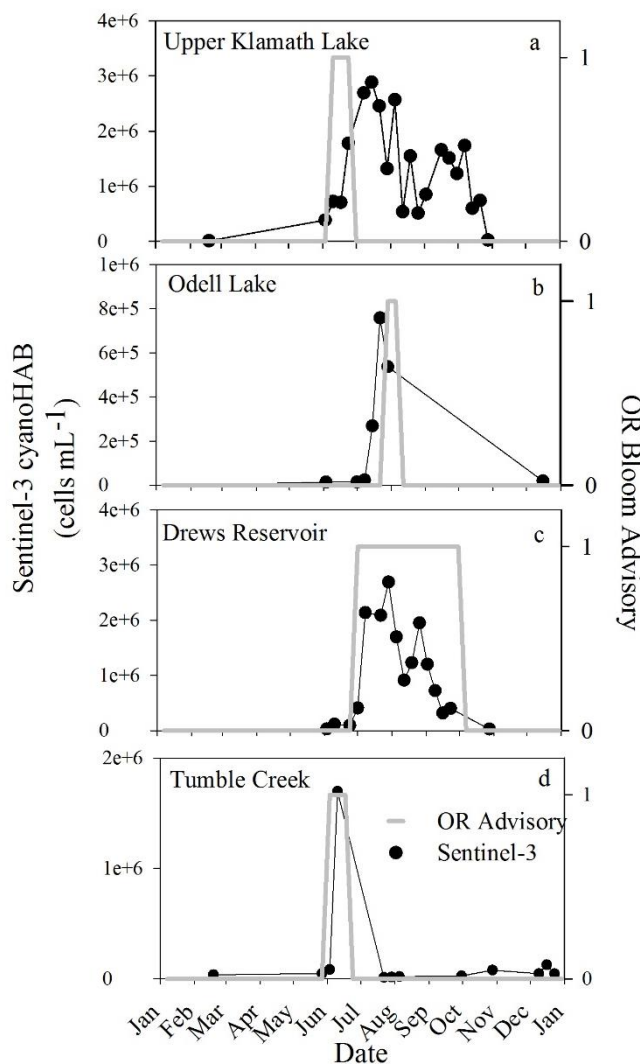 4e+6
Upper Klamath Lake a
3e+6 1
2e+6
1e+6
0 0
1e+6
Odell Lake b
8e+5 1
6e+5
4e+5
2e+5
0 0
4e+6
Drews Reservoir c
3e+6 1
2e+6
1e+6
0 0
2e+6
Tumble Creek d
1
OR Advisory
Sentinel-3
1e+6
0 0
Jan Feb Mar Apr May Jun Jul Aug Sep Oct Nov Dec Jan
Date
Sentinel-3 cyanoHAB
(cells mL⁻¹)
OR Bloom Advisory